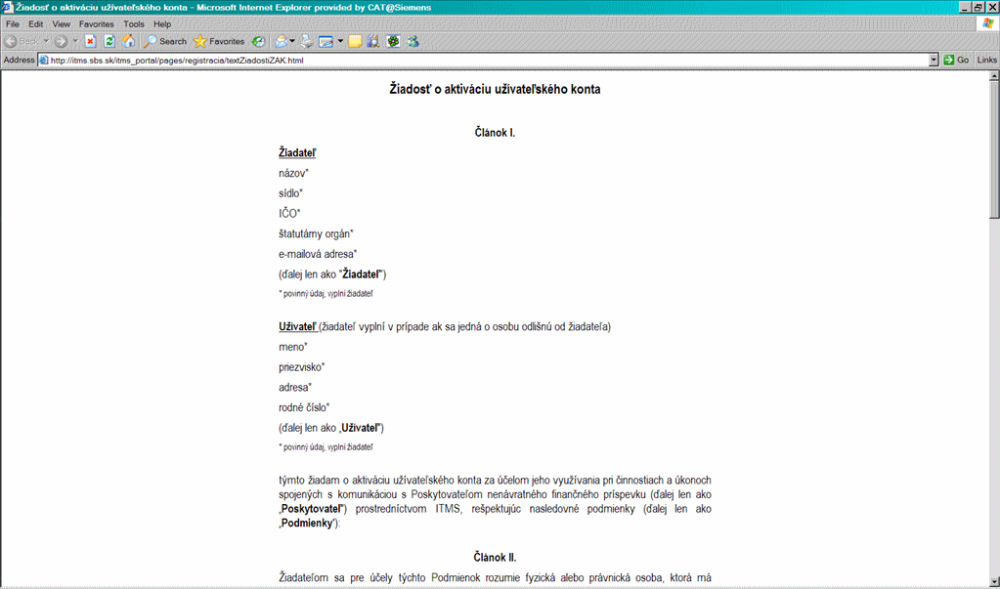 Žiadosť o aktiváciu užívateľského konta - Microsoft Internet Explorer provided by CAT@Siemens
File Edit View Favorites Tools Help
Back Search Favorites
Address http://itms.sbs.sk/itms_portal/pages/registracia/textZiadostiZAK.html Go Links
Žiadosť o aktiváciu užívateľského konta
Článok I.
Žiadateľ
názov*
sídlo*
IČO*
štatutárny orgán*
e-mailová adresa*
(ďalej len ako "Žiadateľ")
* povinný údaj, vyplní žiadateľ
Užívateľ (žiadateľ vyplní v prípade ak sa jedná o osobu odlišnú od žiadateľa)
meno*
priezvisko*
adresa*
rodné číslo*
(ďalej len ako „Užívateľ")
* povinný údaj, vyplní žiadateľ
týmto žiadam o aktiváciu užívateľského konta za účelom jeho využívania pri činnostiach a úkonoch
spojených s komunikáciou s Poskytovateľom nenávratného finančného príspevku (ďalej len ako
„Poskytovateľ") prostredníctvom ITMS, rešpektujúc nasledovné podmienky (ďalej len ako
„Podmienky"):
Článok II.
Žiadateľom sa pre účely týchto Podmienok rozumie fyzická alebo právnická osoba, ktorá má